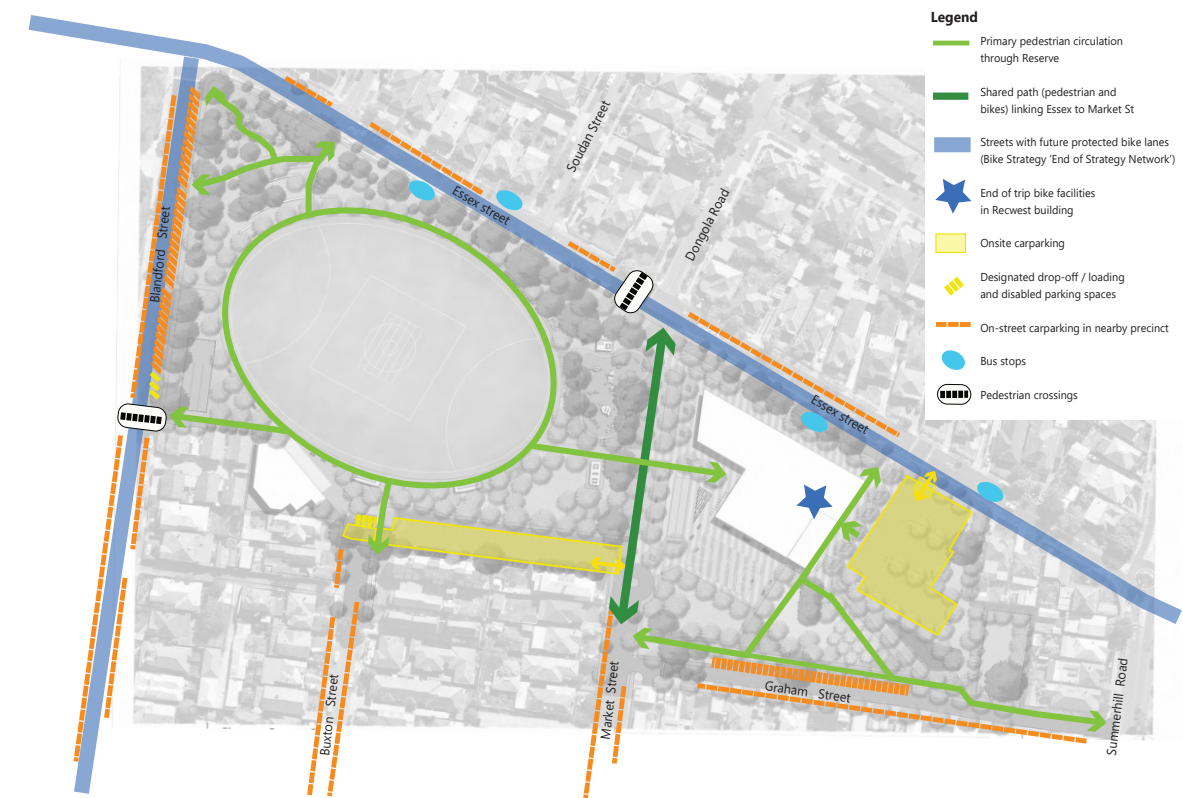 Legend
Primary pedestrian circulation
through Reserve
Shared path (pedestrian and
bikes) linking Essex to Market St
Streets with future protected bike lanes
(Bike Strategy 'End of Strategy Network')
End of trip bike facilities
in Recwest building
Onsite carparking
Designated drop-off / loading
and disabled parking spaces
On-street carparking in nearby precinct
Bus stops
Pedestrian crossings
Soudan Street
Essex street
Dongola Road
Blandford Street
Essex street
Buxton Street
Market Street
Graham Street
Summerhill Road